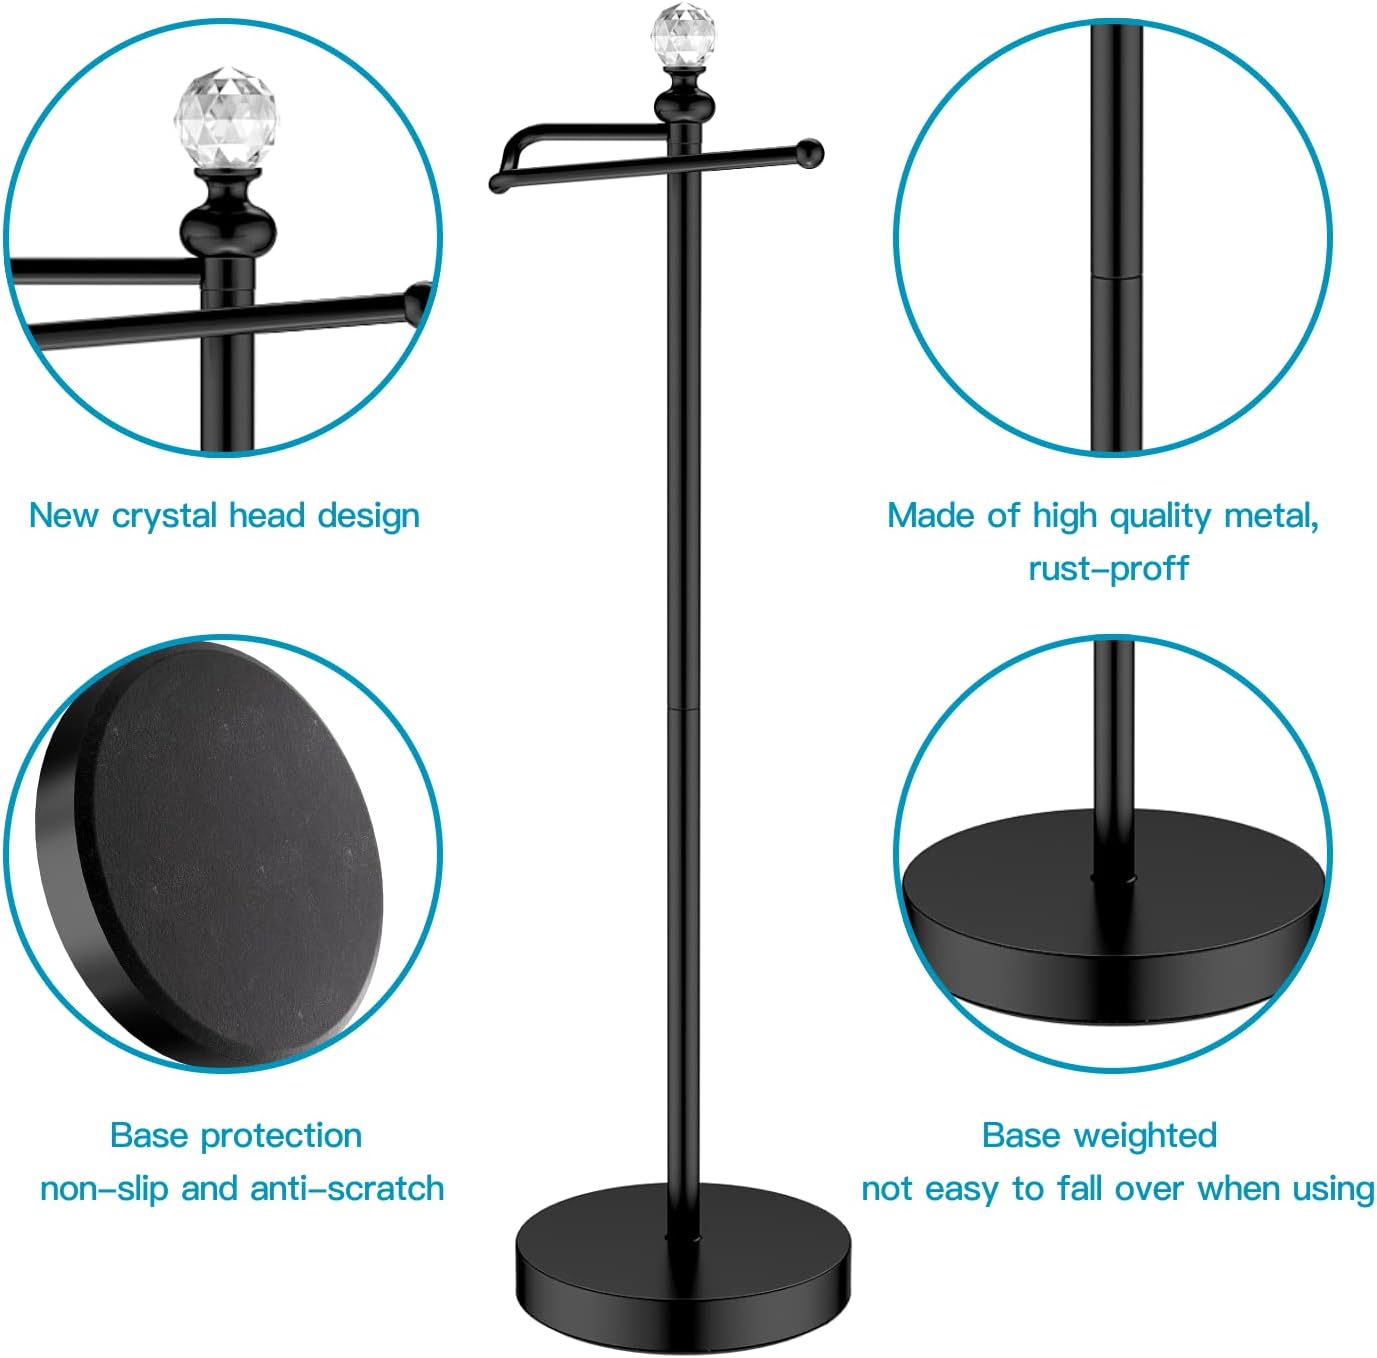 New crystal head design
Made of high quality metal,
rust-proff
Base protection
non-slip and anti-scratch
Base weighted
not easy to fall over when using